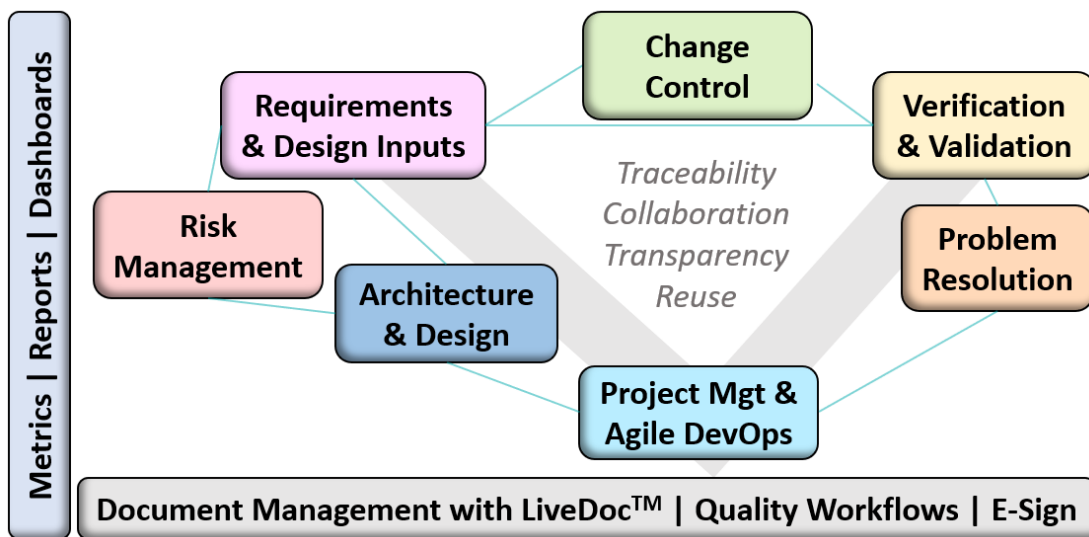 Metrics | Reports | Dashboards
Change
Control
Requirements
& Design Inputs
Verification
& Validation
Traceability
Collaboration
Transparency
Reuse
Risk
Management
Problem
Resolution
Architecture
& Design
Project Mgt &
Agile DevOps
Document Management with LiveDoc™ | Quality Workflows | E-Sign